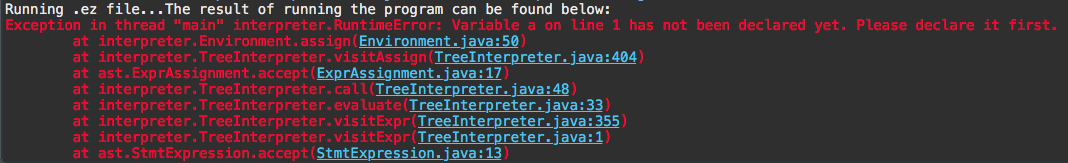 Running .ez file...The result of running the program can be found below:
Exception in thread "main" interpreter.RuntimeError: Variable a on line 1 has not been declared yet. Please declare it first.
at interpreter.Environment.assign(Environment.java:50)
at interpreter.TreeInterpreter.visitAssign(TreeInterpreter.java:404)
at ast.ExprAssignment.accept(ExprAssignment.java:17)
at interpreter.TreeInterpreter.call(TreeInterpreter.java:48)
at interpreter.TreeInterpreter.evaluate(TreeInterpreter.java:33)
at interpreter.TreeInterpreter.visitExpr(TreeInterpreter.java:355)
at interpreter.TreeInterpreter.visitExpr(TreeInterpreter.java:1)
at ast.StmtExpression.accept(StmtExpression.java:13)